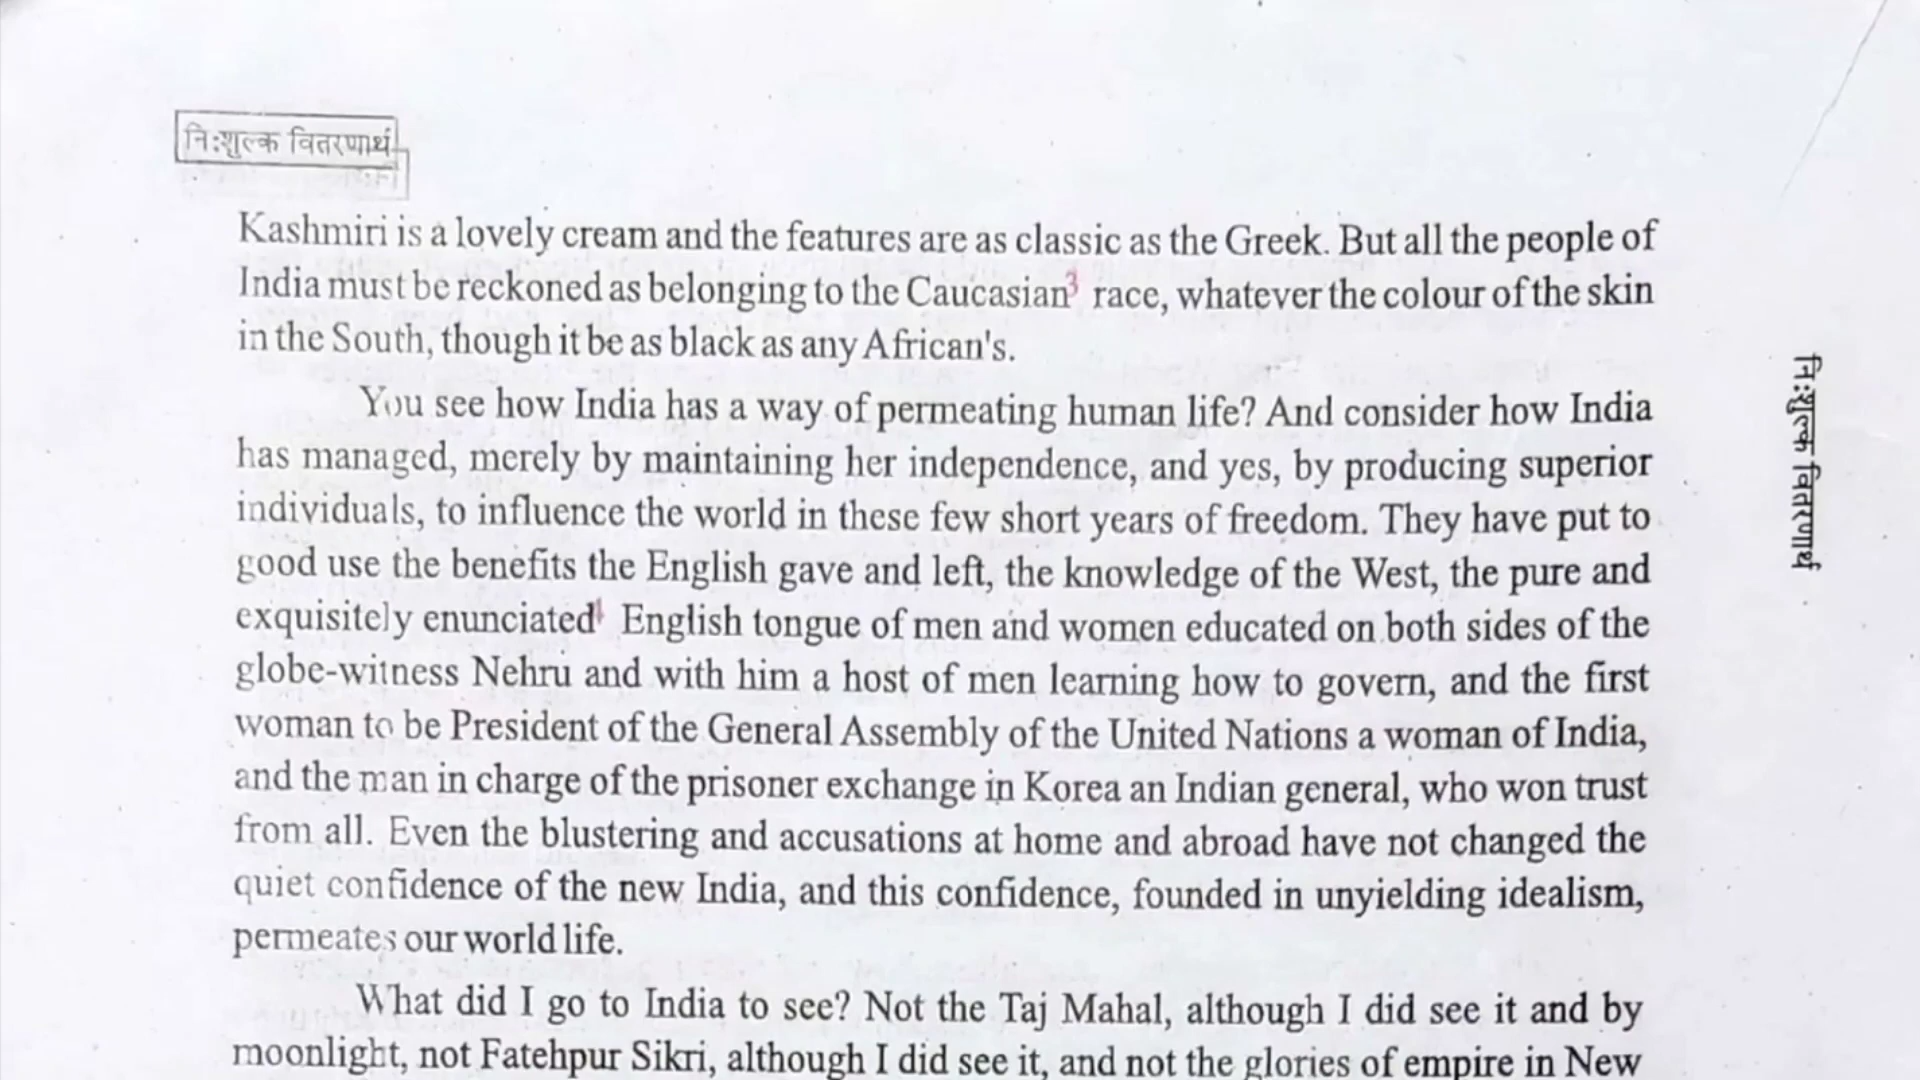 नि:शुल्क वितरणार्थ
Kashmiri is a lovely cream and the features are as classic as the Greek. But all the people of
India must be reckoned as belonging to the Caucasian³ race, whatever the colour of the skin
in the South, though it be as black as any African's.
You see how India has a way of permeating human life? And consider how India
has managed, merely by maintaining her independence, and yes, by producing superior
individuals, to influence the world in these few short years of freedom. They have put to
good use the benefits the English gave and left, the knowledge of the West, the pure and
exquisitely enunciated⁴ English tongue of men and women educated on both sides of the
globe-witness Nehru and with him a host of men learning how to govern, and the first
woman to be President of the General Assembly of the United Nations a woman of India,
and the man in charge of the prisoner exchange in Korea an Indian general, who won trust
from all. Even the blustering and accusations at home and abroad have not changed the
quiet confidence of the new India, and this confidence, founded in unyielding idealism,
permeates our world life.
What did I go to India to see? Not the Taj Mahal, although I did see it and by
moonlight, not Fatehpur Sikri, although I did see it, and not the glories of empire in New
नि:शुल्क वितरणार्थ